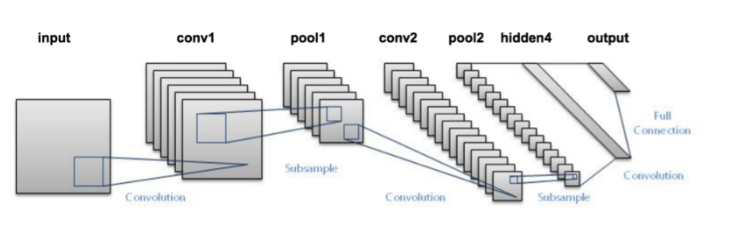 input
conv1
pool1
conv2
pool2
hidden4
output
Full
Connection
Subsample
Convolution
Convolution
Convolution
Subsample